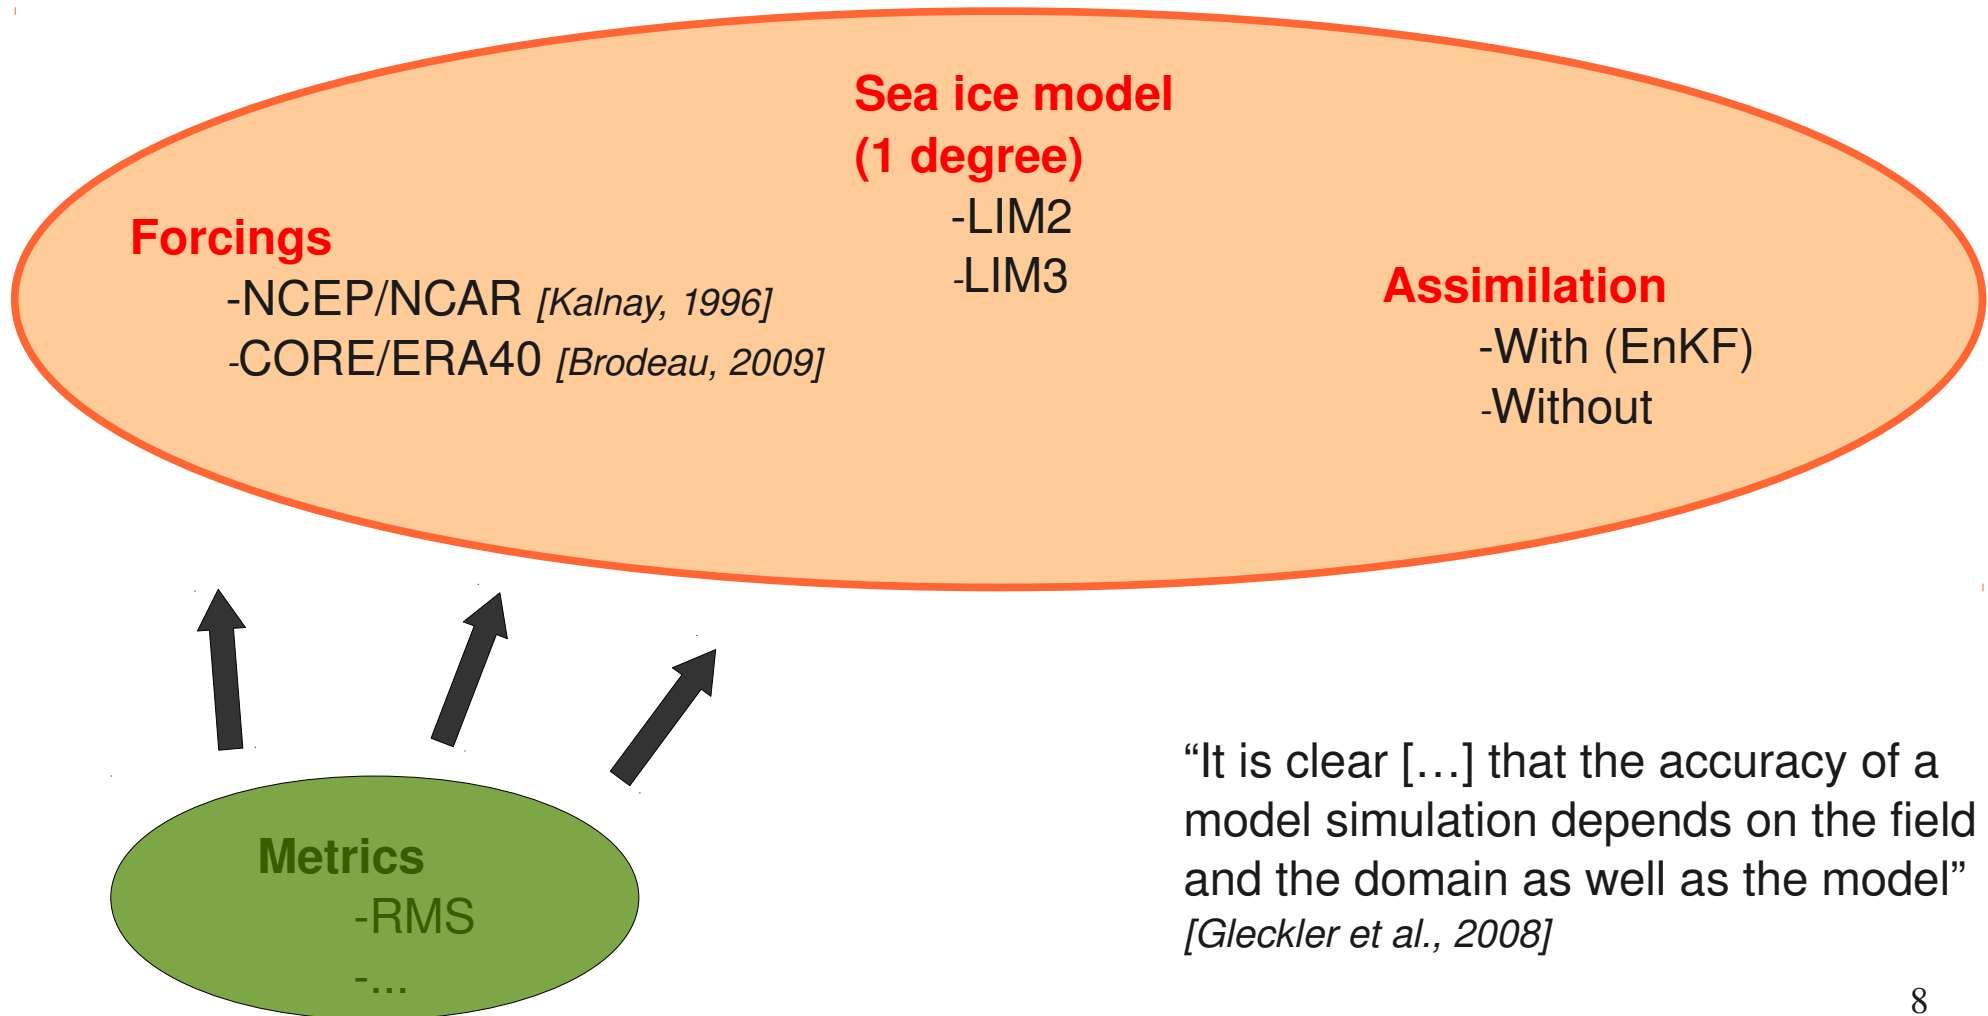 Sea ice model
(1 degree)
-LIM2
-LIM3
Forcings
-NCEP/NCAR [Kalnay, 1996]
-CORE/ERA40 [Brodeau, 2009]
Assimilation
-With (EnKF)
-Without
Metrics
-RMS
-...
“It is clear […] that the accuracy of a
model simulation depends on the field
and the domain as well as the model”
[Gleckler et al., 2008]
8